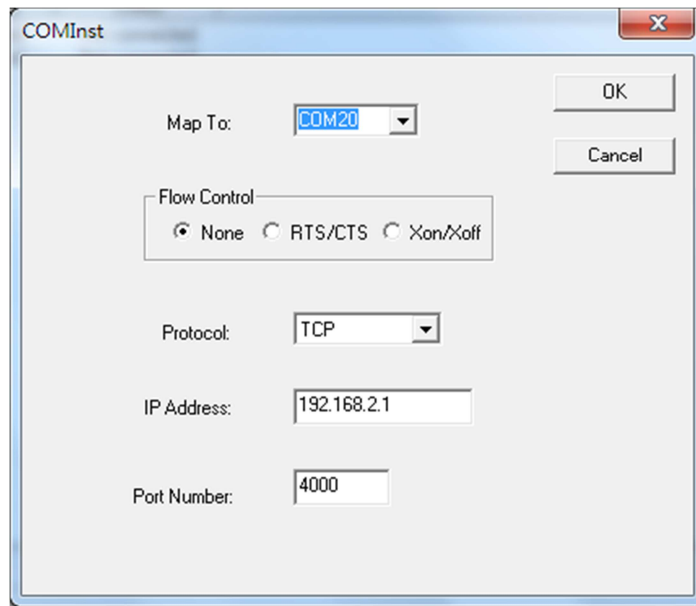 COMInst
OK
Map To: COM20
Cancel
Flow Control
None RTS/CTS Xon/Xoff
Protocol: TCP
IP Address: 192.168.2.1
Port Number: 4000